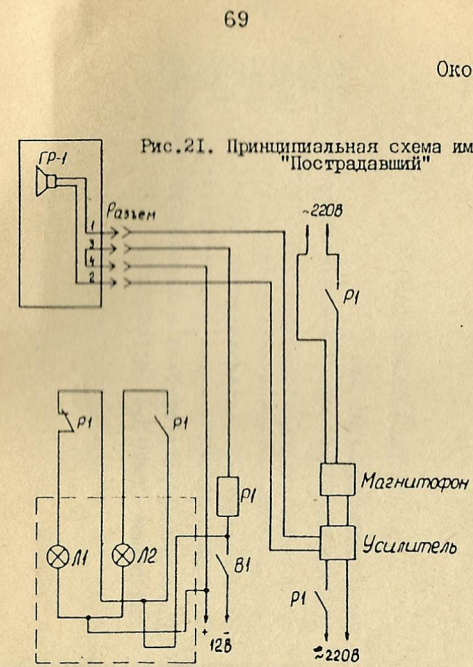 69
Око
Рис.2I. Принципиальная схема им
"Пострадавший"
ГР-1
Разъем
1
3
4
2
~220В
Р1
Р1
Р1
Р1
Магнитофон
Л1
Л2
В1
Усилитель
Р1
+ -
12В
≈220В